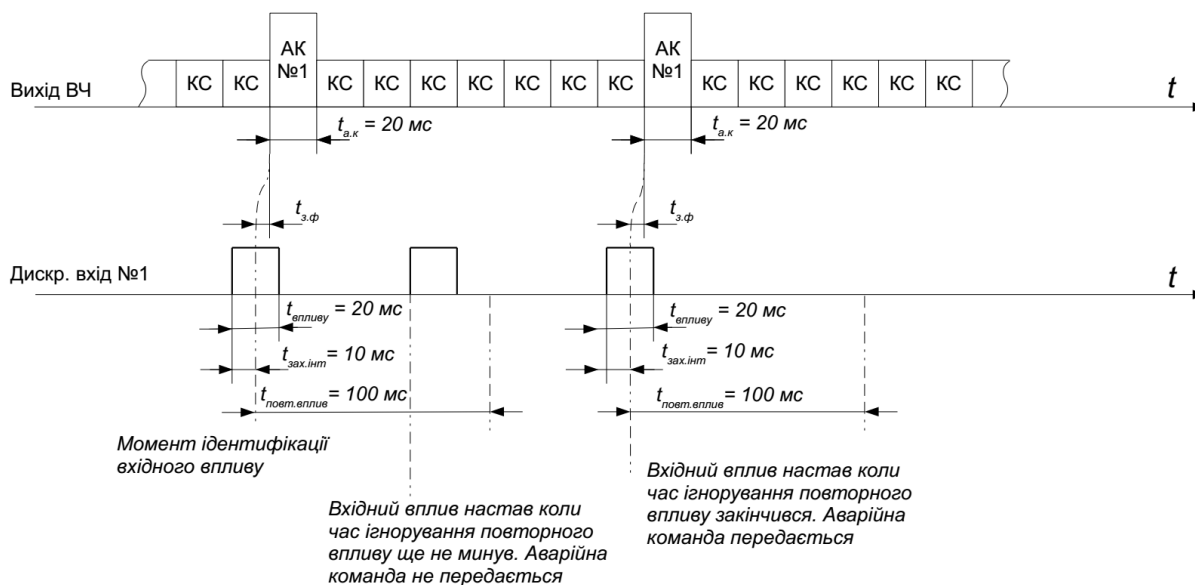 АК
№1
АК
№1
КС КС КС КС КС КС КС КС КС КС КС КС КС КС КС
Вихід ВЧ
t
tа.к = 20 мс
tа.к = 20 мс
tз.ф
tз.ф
Дискр. вхід №1
t
tвпливу = 20 мс
tвпливу = 20 мс
tзах.інт = 10 мс
tзах.інт = 10 мс
tповт.вплив = 100 мс
tповт.вплив = 100 мс
Момент ідентифікації
вхідного впливу
Вхідний вплив настав коли
час ігнорування повторного
впливу ще не минув. Аварійна
команда не передається
Вхідний вплив настав коли
час ігнорування повторного
впливу закінчився. Аварійна
команда передається